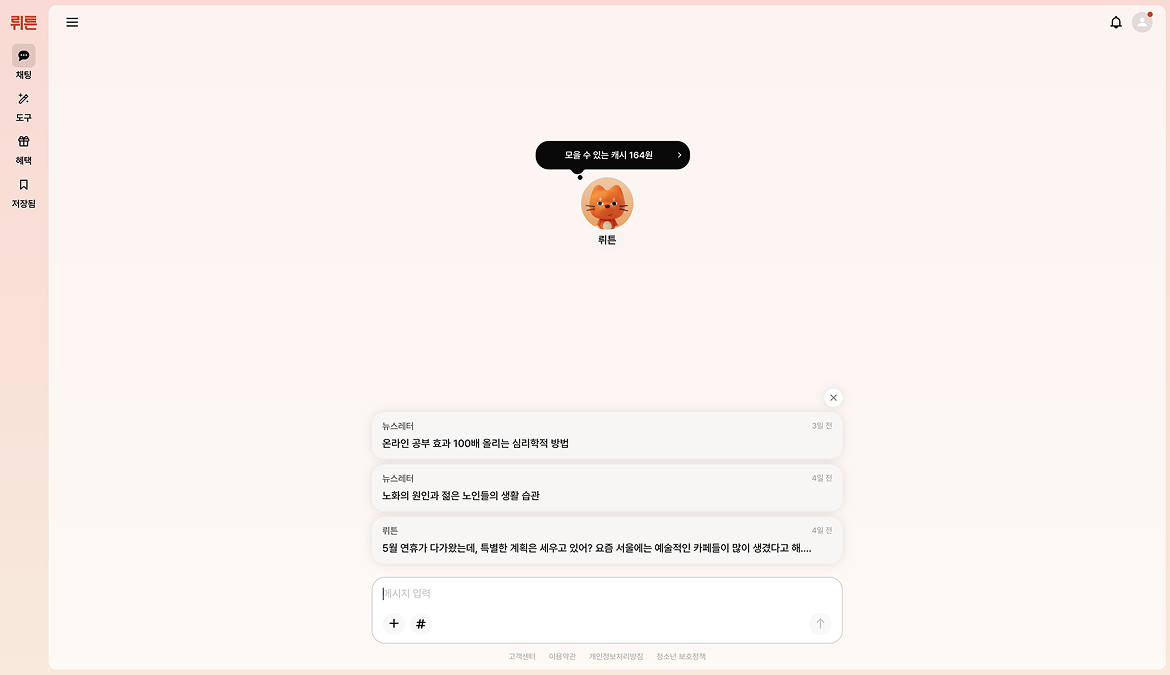 뤼튼
채팅
도구
혜택
저장됨
모을 수 있는 캐시 164원
뤼튼
뉴스레터
3일 전
온라인 공부 효과 100배 올리는 심리학적 방법
뉴스레터
4일 전
노화의 원인과 젊은 노인들의 생활 습관
뤼튼
4일 전
5월 연휴가 다가왔는데, 특별한 계획은 세우고 있어? 요즘 서울에는 예술적인 카페들이 많이 생겼다고 해....
메시지 입력
고객센터 이용약관 개인정보처리방침 청소년 보호정책